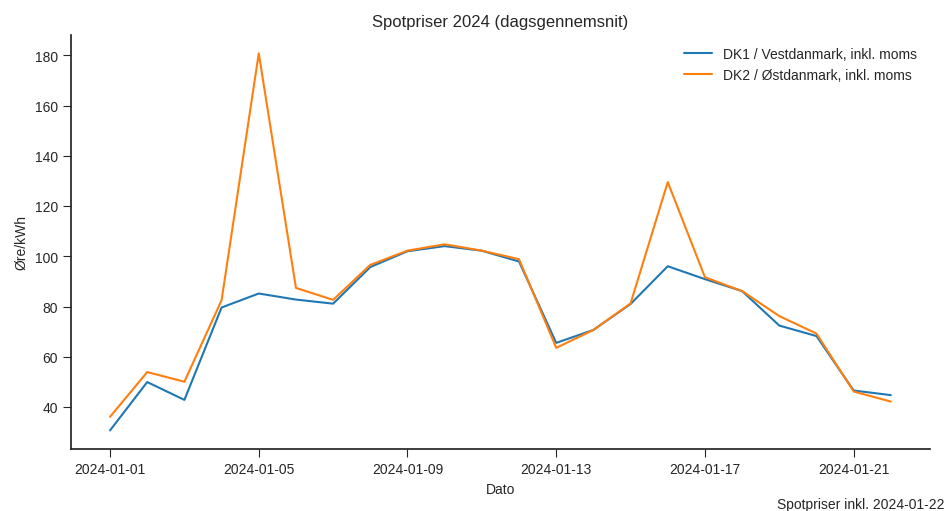 Spotpriser 2024 (dagsgennemsnit)
DK1 / Vestdanmark, inkl. moms
DK2 / Østdanmark, inkl. moms
Øre/kWh
180
160
140
120
100
80
60
40
2024-01-01
2024-01-05
2024-01-09
2024-01-13
2024-01-17
2024-01-21
Dato
Spotpriser inkl. 2024-01-22